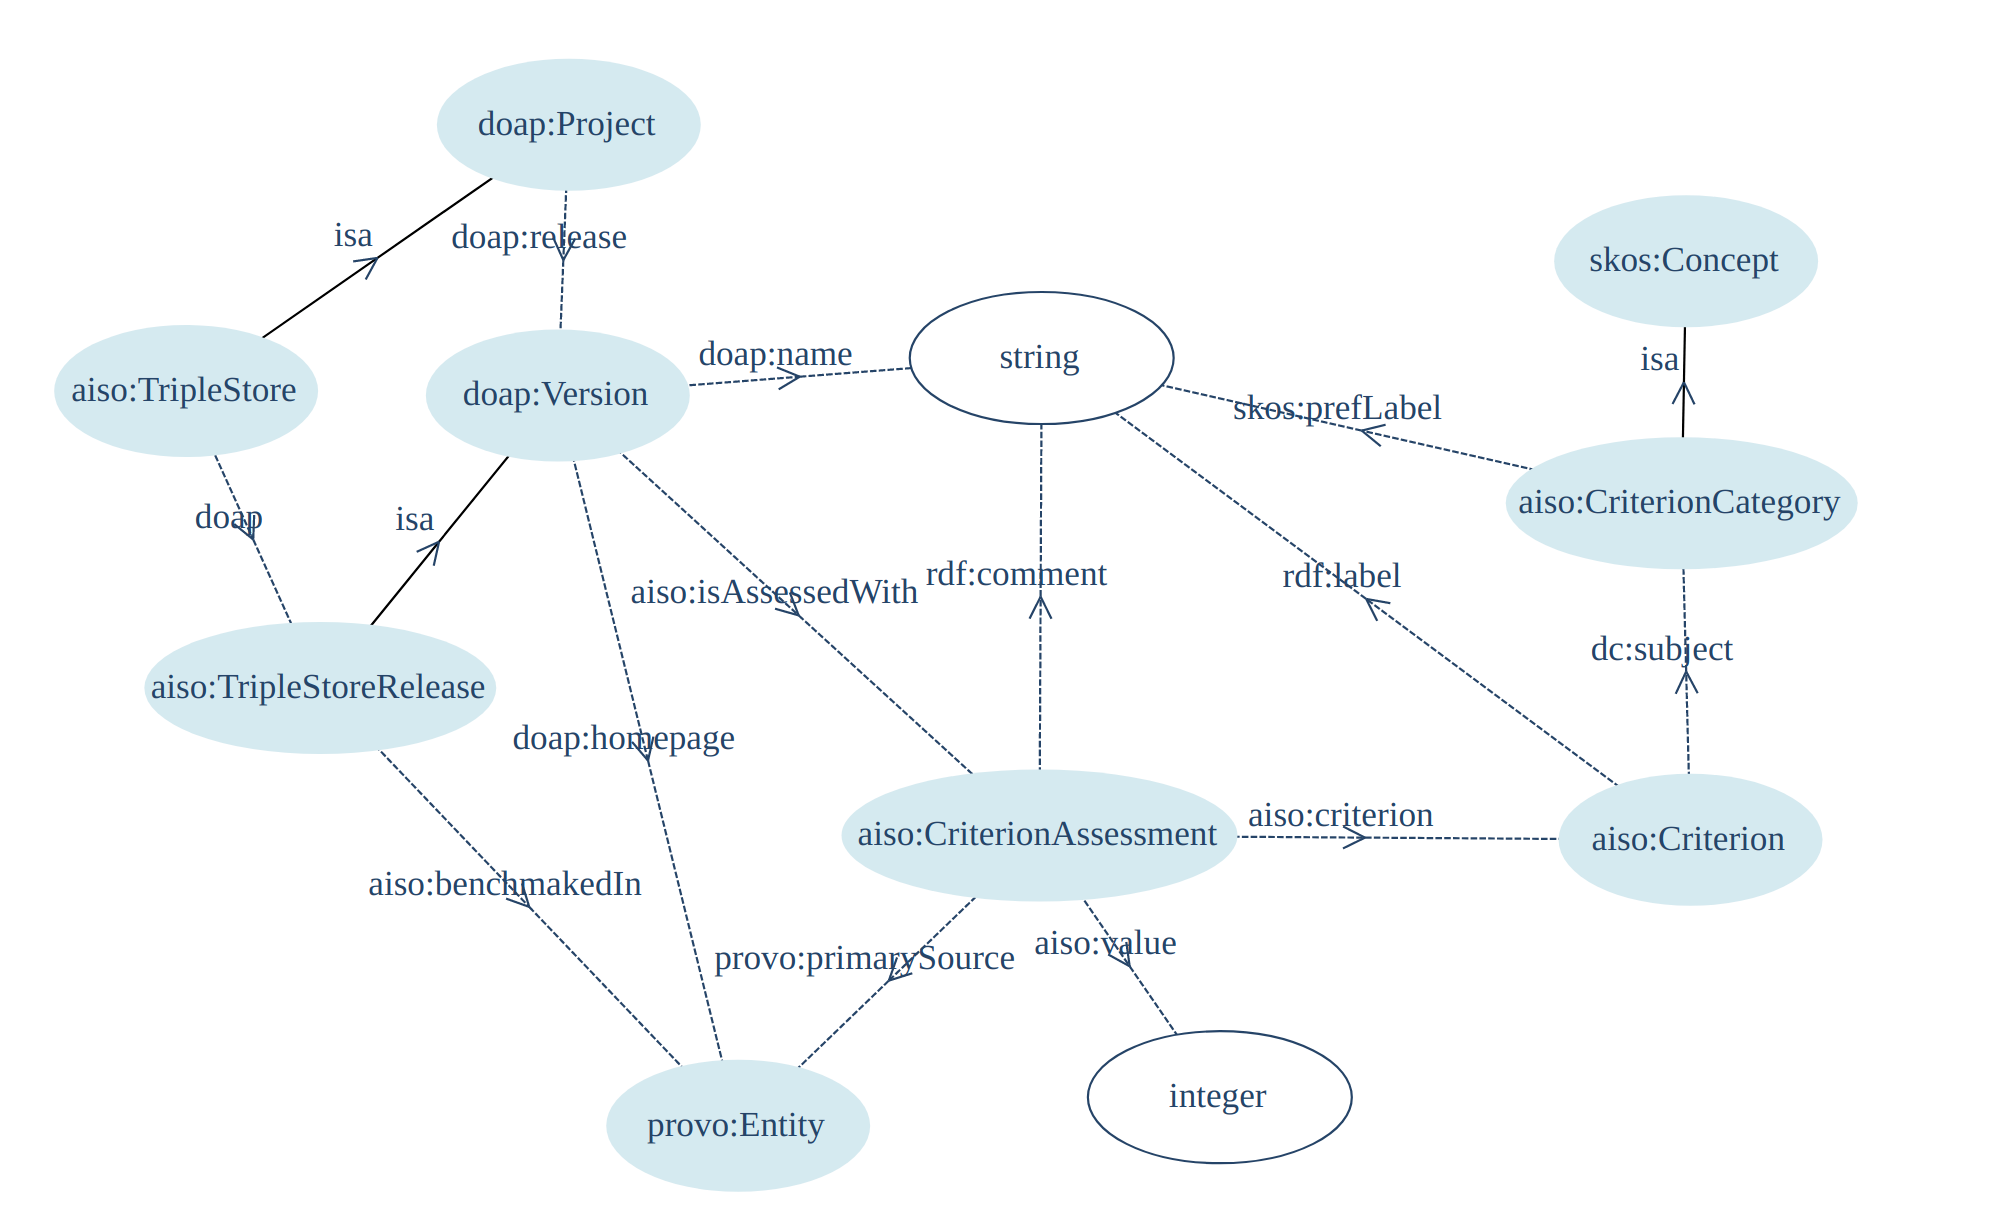 doap:Project
isa
doap:release
skos:Concept
doap:name
string
isa
aiso:TripleStore
doap:Version
skos:prefLabel
aiso:CriterionCategory
doap
isa
aiso:isAssessedWith
rdf:comment
rdf:label
dc:subject
aiso:TripleStoreRelease
doap:homepage
aiso:criterion
aiso:CriterionAssessment
aiso:Criterion
aiso:benchmakedIn
provo:primarySource
aiso:value
integer
provo:Entity